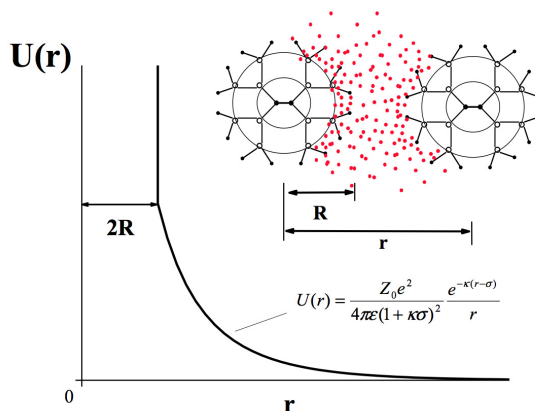 U(r)
R
r
2R
U(r) = \frac{Z_0 e^2}{4\pi\varepsilon(1 + \kappa\sigma)^2} \frac{e^{-\kappa(r-\sigma)}}{r}
0
r